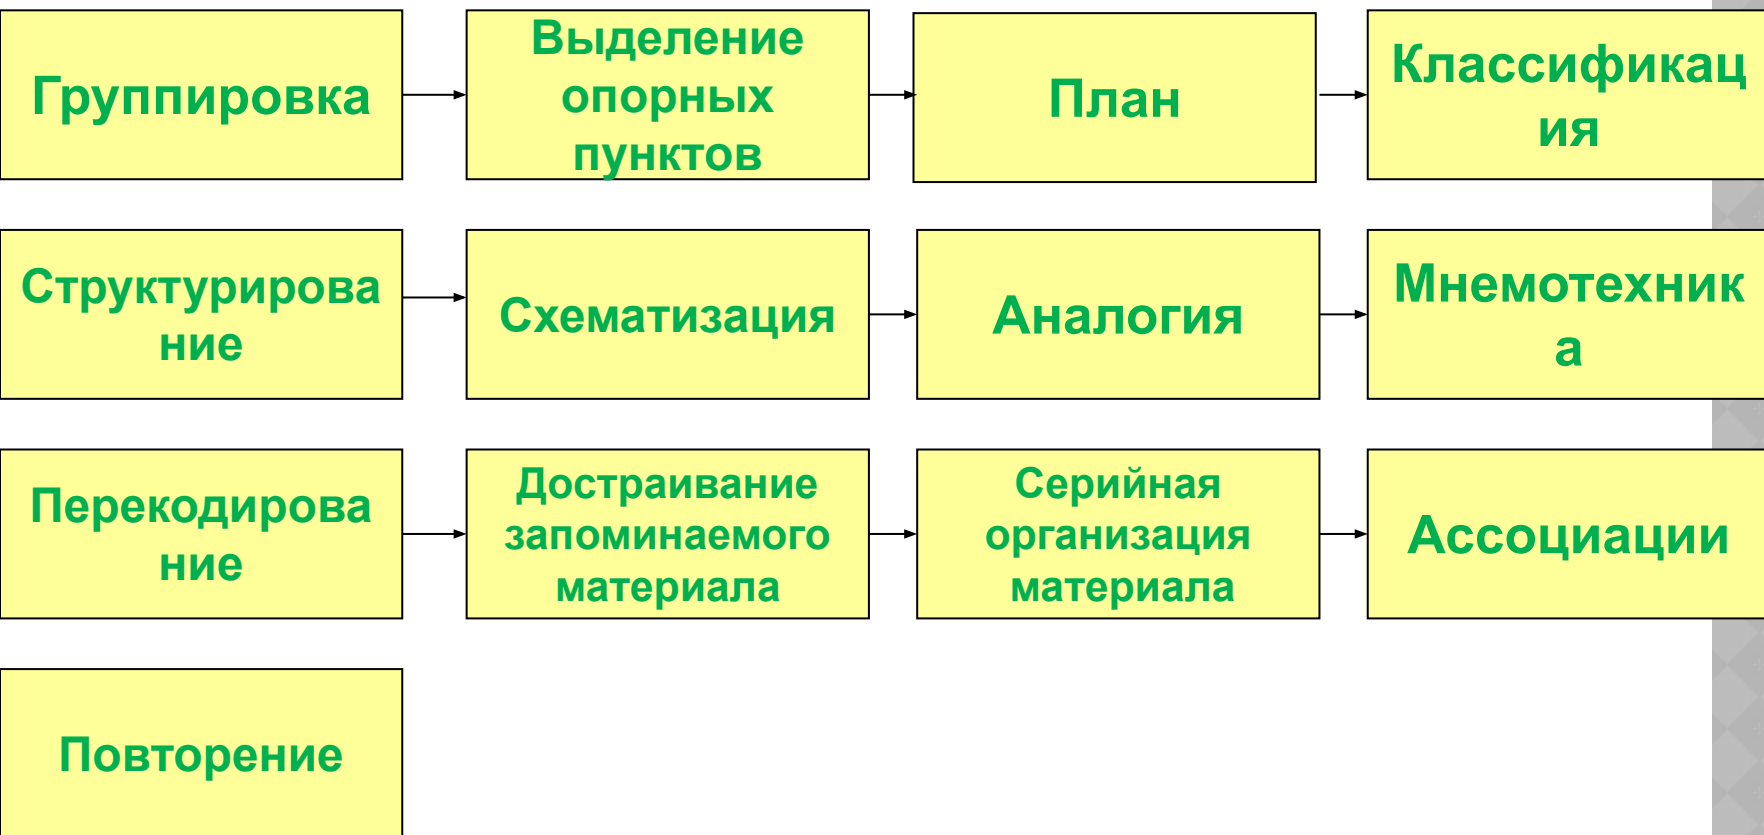 Группировка
Выделение
опорных
пунктов
План
Классификац
ия
Структурирова
ние
Схематизация
Аналогия
Мнемотехник
а
Перекодирова
ние
Достраивание
запоминаемого
материала
Серийная
организация
материала
Ассоциации
Повторение